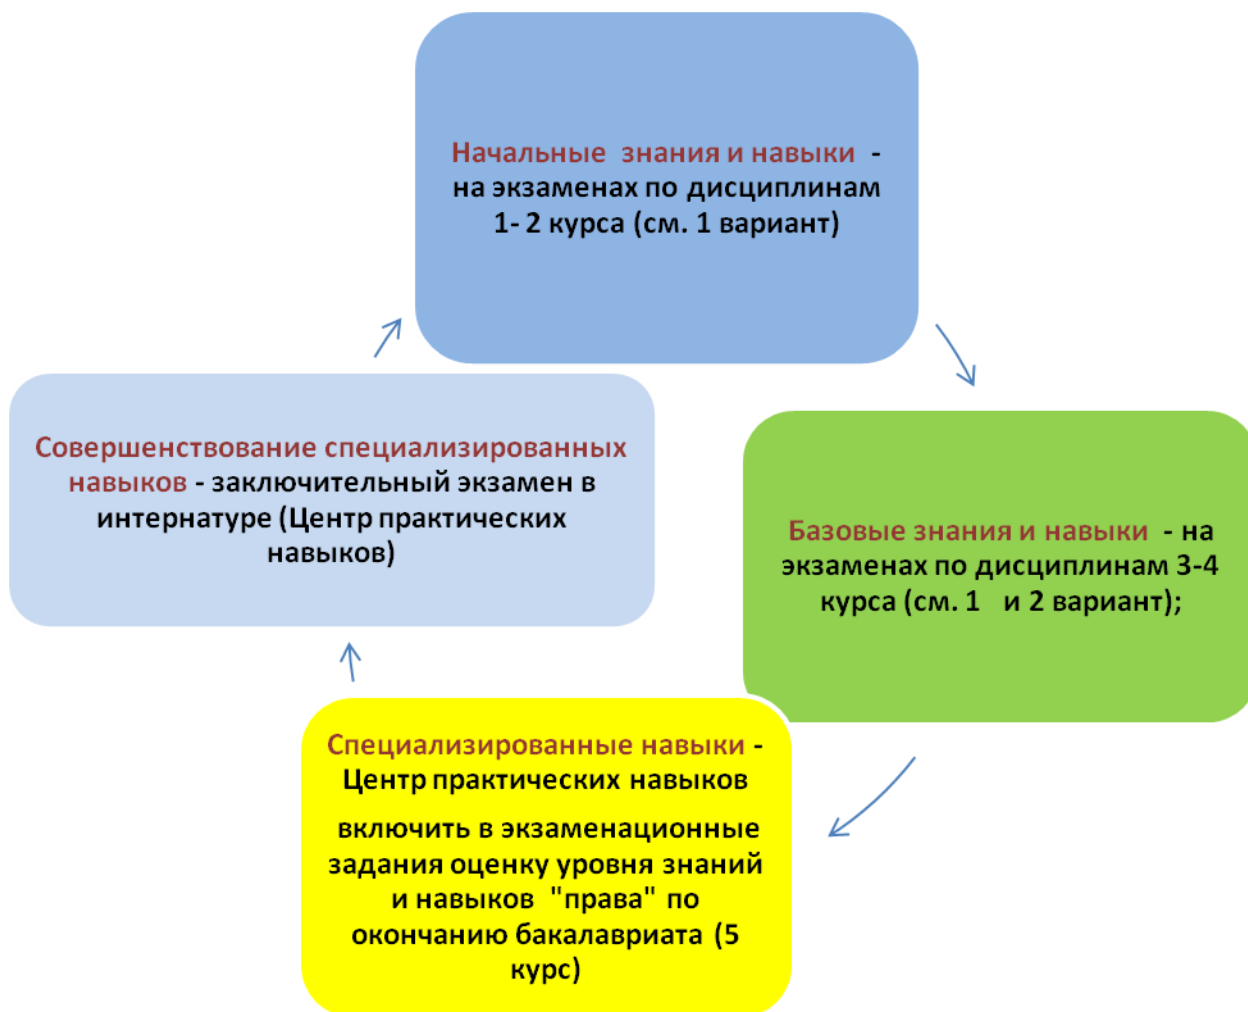 Начальные знания и навыки -
на экзаменах по дисциплинам
1- 2 курса (см. 1 вариант)
Базовые знания и навыки - на
экзаменах по дисциплинам 3-4
курса (см. 1 и 2 вариант);
Специализированные навыки -
Центр практических навыков
включить в экзаменационные
задания оценку уровня знаний
и навыков "права" по
окончанию бакалавриата (5
курс)
Совершенствование специализированных
навыков - заключительный экзамен в
интернатуре (Центр практических
навыков)